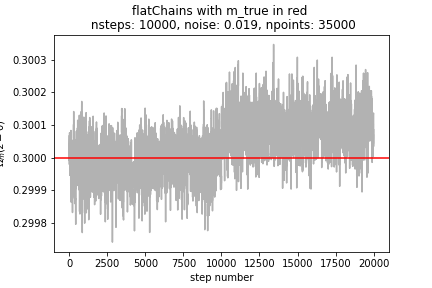 flatChains with m_true in red
nsteps: 10000, noise: 0.019, npoints: 35000
0.3003
0.3002
0.3001
0.3000
0.2999
0.2998
0 2500 5000 7500 10000 12500 15000 17500 20000
step number